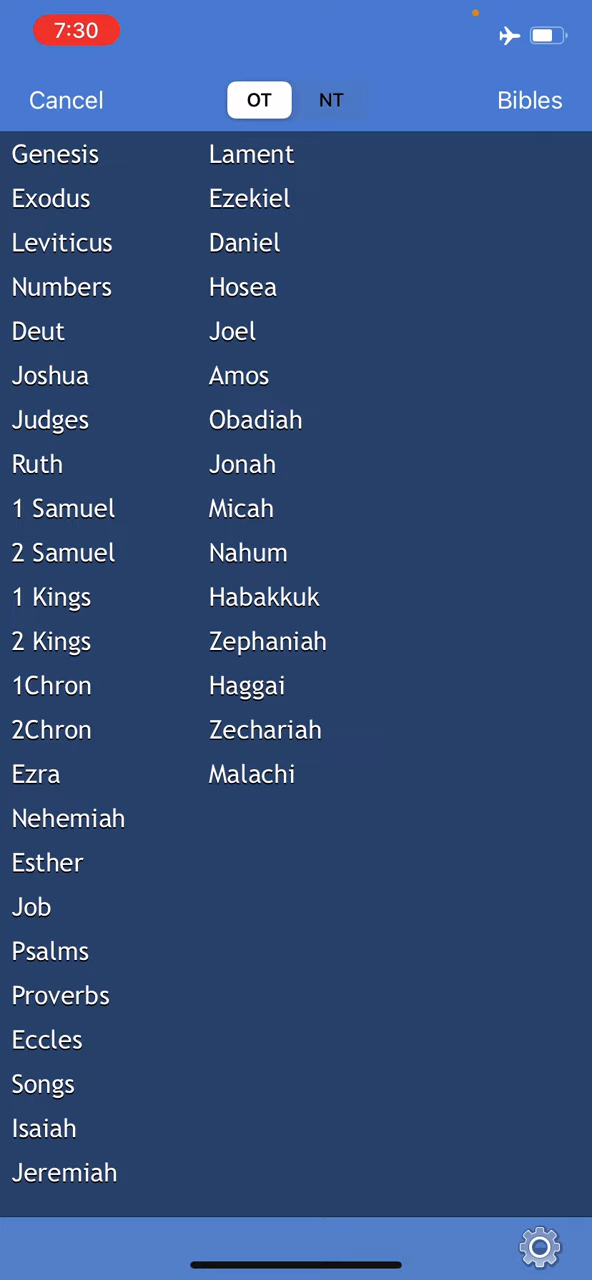 7:30
Cancel
OT
NT
Bibles
Genesis
Exodus
Leviticus
Numbers
Deut
Joshua
Judges
Ruth
1 Samuel
2 Samuel
1 Kings
2 Kings
1Chron
2Chron
Ezra
Nehemiah
Esther
Job
Psalms
Proverbs
Eccles
Songs
Isaiah
Jeremiah
Lament
Ezekiel
Daniel
Hosea
Joel
Amos
Obadiah
Jonah
Micah
Nahum
Habakkuk
Zephaniah
Haggai
Zechariah
Malachi